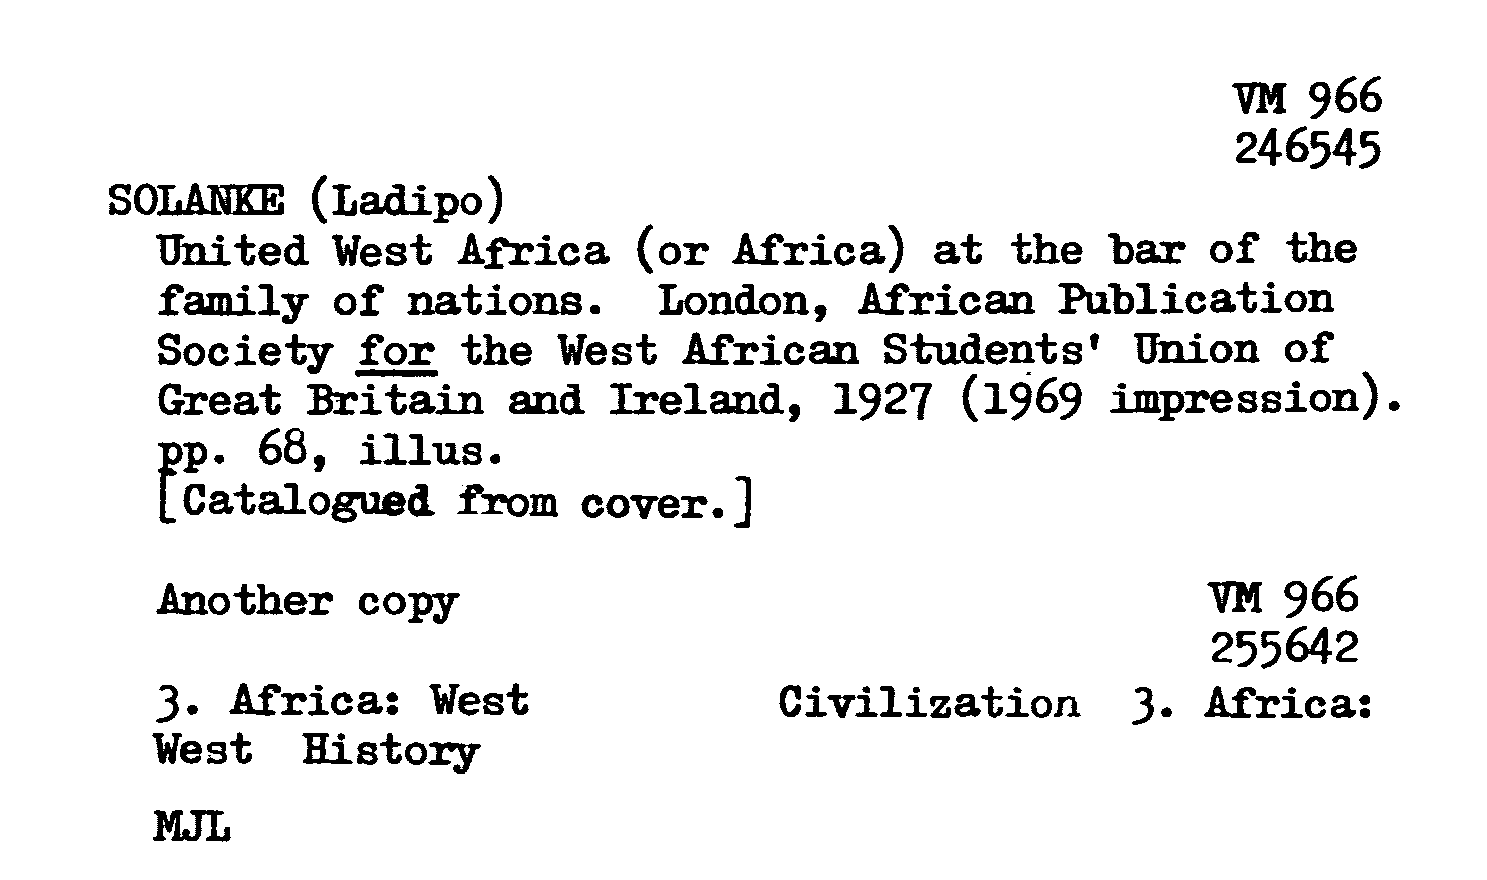 VM 966
246545
SOLANKE (Ladipo)
United West Africa (or Africa) at the bar of the
family of nations. London, African Publication
Society for the West African Students' Union of
Great Britain and Ireland, 1927 (1969 impression).
pp. 68, illus.
[Catalogued from cover.]
Another copy VM 966
255642
3. Africa: West Civilization 3. Africa:
West History
MJL